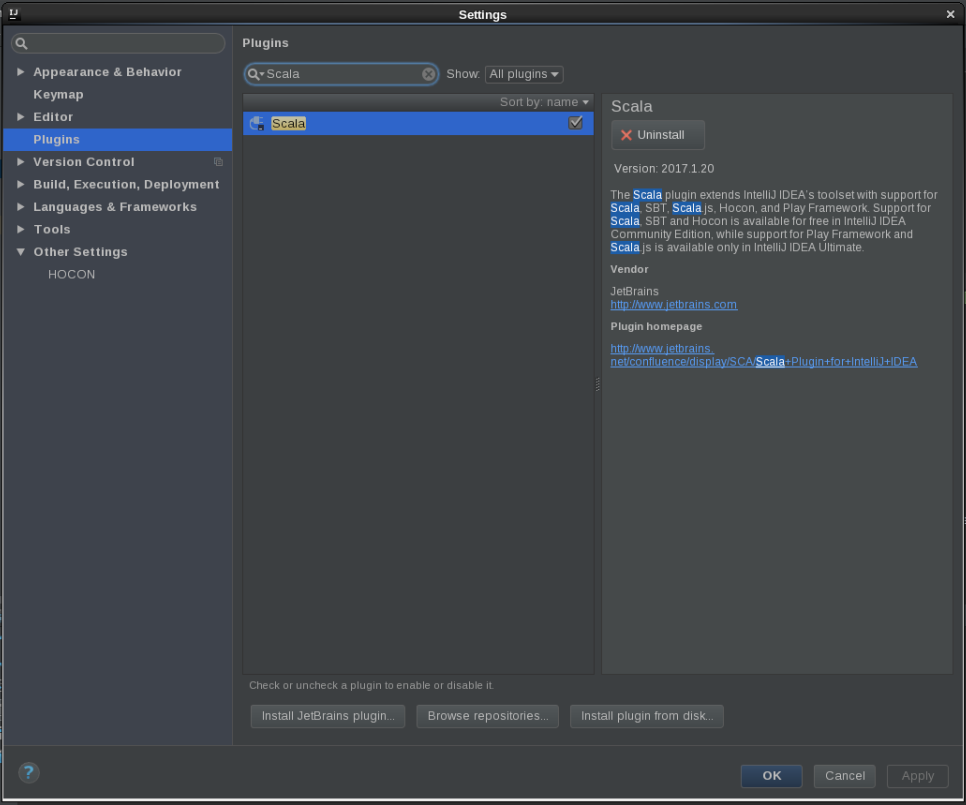 Settings
Appearance & Behavior
Keymap
Editor
Plugins
Version Control
Build, Execution, Deployment
Languages & Frameworks
Tools
Other Settings
HOCON
Plugins
Scala
Show: All plugins
Sort by: name
Scala
Scala
Uninstall
Version: 2017.1.20
The Scala plugin extends IntelliJ IDEA's toolset with support for
Scala, SBT, Scala.js, Hocon, and Play Framework. Support for
Scala, SBT and Hocon is available for free in IntelliJ IDEA
Community Edition, while support for Play Framework and
Scala.js is available only in IntelliJ IDEA Ultimate.
Vendor
JetBrains
http://www.jetbrains.com
Plugin homepage
http://www.jetbrains.
net/confluence/display/SCA/Scala+Plugin+for+IntelliJ+IDEA
Check or uncheck a plugin to enable or disable it.
Install JetBrains plugin...
Browse repositories...
Install plugin from disk...
?
OK
Cancel
Apply